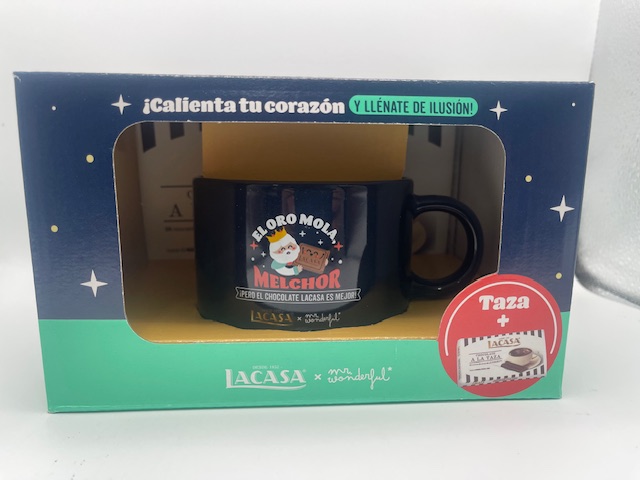 ¡Calienta tu corazón Y LLÉNATE DE ILUSIÓN!
EL ORO MOLA,
MELCHOR
¡PERO EL CHOCOLATE LACASA ES MEJOR!
LACASA x mr. wonderful*
Taza
+
LACASA
A LA TAZA
LACASA x mr. wonderful*